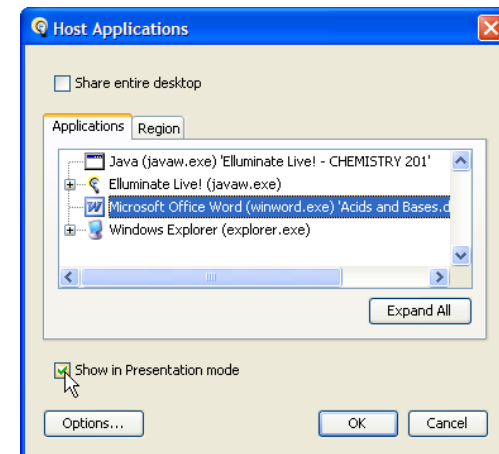 Host Applications
Share entire desktop
Applications Region
Java (javaw.exe) 'Elluminate Live! - CHEMISTRY 201'
Elluminate Live! (javaw.exe)
Microsoft Office Word (winword.exe) 'Acids and Bases.d
Windows Explorer (explorer.exe)
Expand All
Show in Presentation mode
Options... OK Cancel